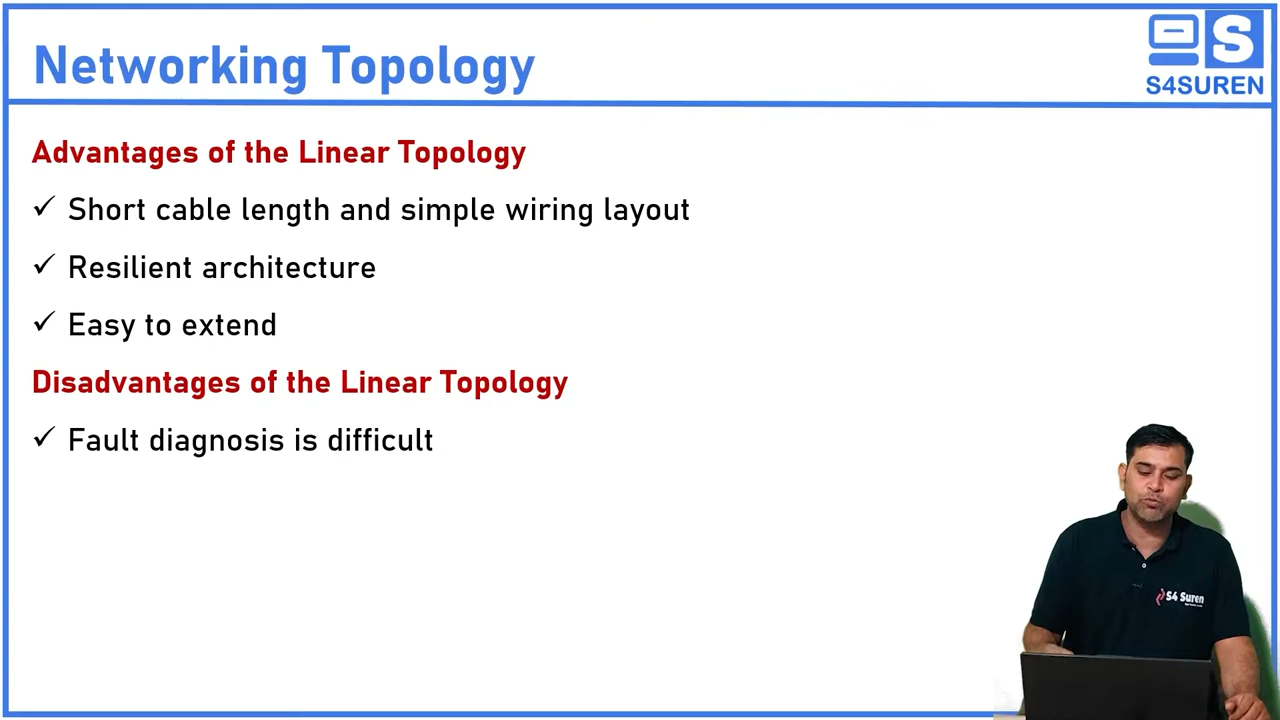 Networking Topology
S
S4SUREN
Advantages of the Linear Topology
✓ Short cable length and simple wiring layout
✓ Resilient architecture
✓ Easy to extend
Disadvantages of the Linear Topology
✓ Fault diagnosis is difficult
S4 Suren